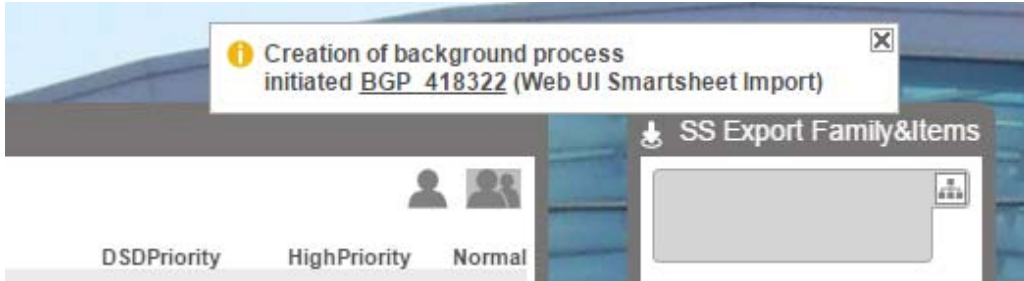 Creation of background process
initiated BGP_418322 (Web UI Smartsheet Import)
SS Export Family&Items
DSDPriority HighPriority Normal